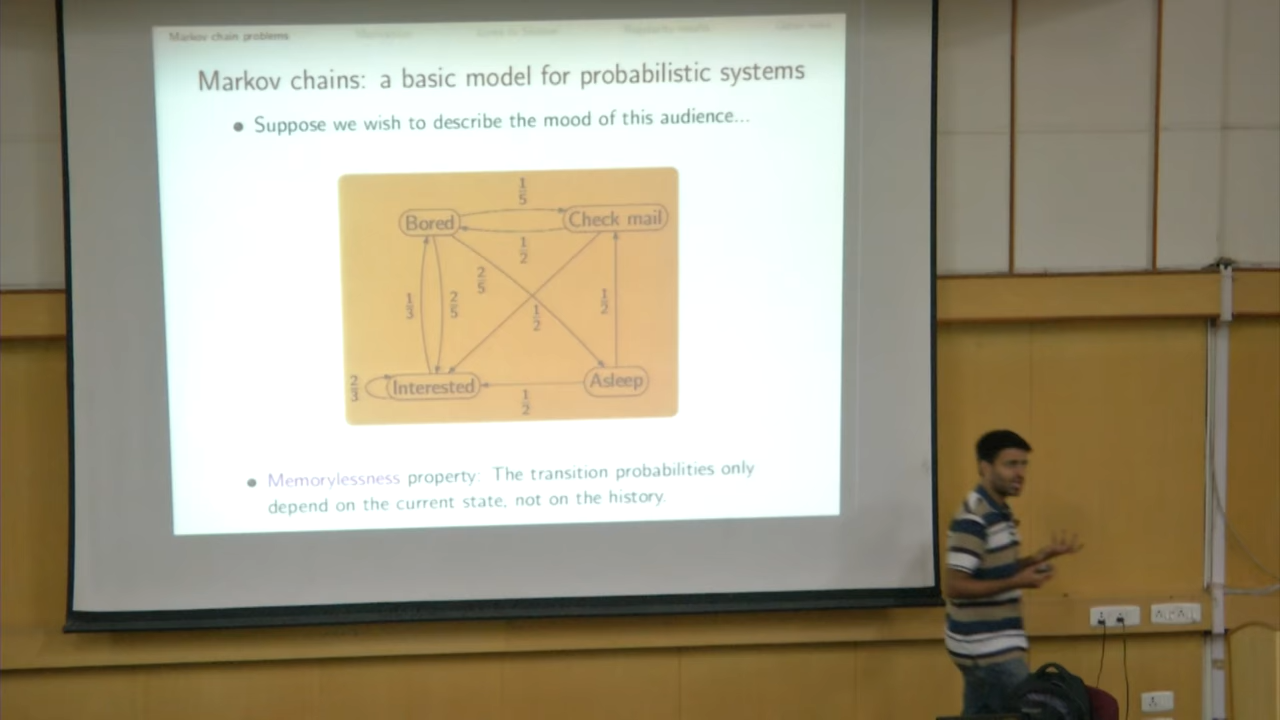 Markov chain problems
Markov chains: a basic model for probabilistic systems
• Suppose we wish to describe the mood of this audience...
1/5
Bored
Check mail
1/2
2/5
1/3
2/5
1/2
1/2
2/3
Interested
Asleep
1/2
• Memorylessness property: The transition probabilities only
depend on the current state, not on the history.